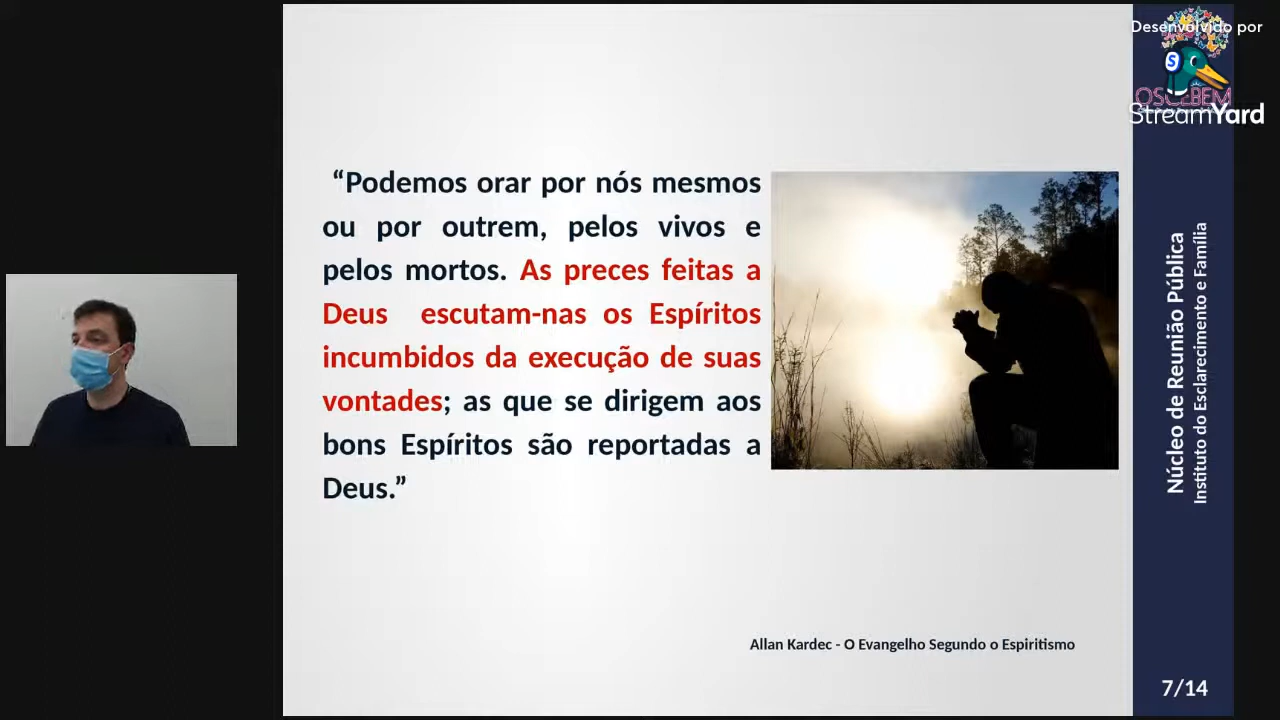 “Podemos orar por nós mesmos
ou por outrem, pelos vivos e
pelos mortos. As preces feitas a
Deus escutam-nas os Espíritos
incumbidos da execução de suas
vontades; as que se dirigem aos
bons Espíritos são reportadas a
Deus.”
Allan Kardec - O Evangelho Segundo o Espiritismo
Desenvolvido por
S
OSCEBEM
StreamYard
Núcleo de Reunião Pública
Instituto do Esclarecimento e Família
7/14